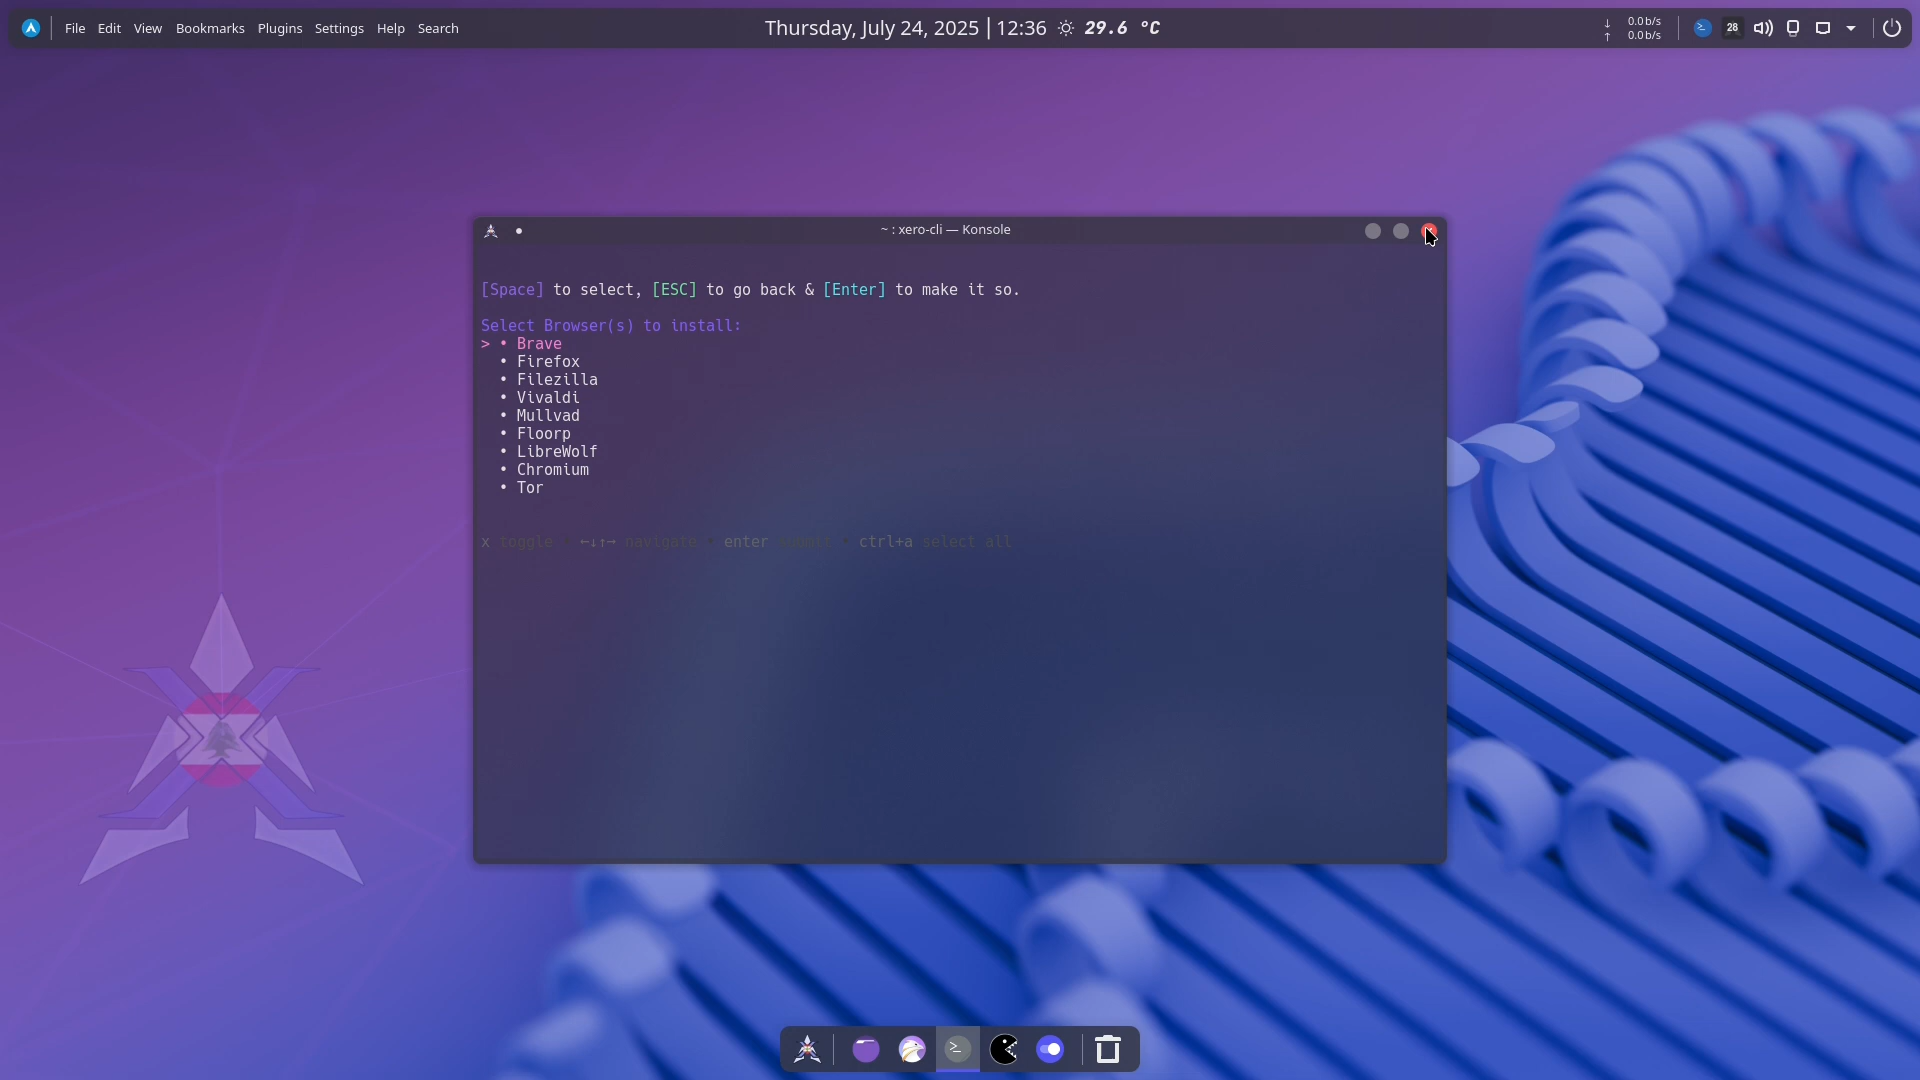 File Edit View Bookmarks Plugins Settings Help Search
Thursday, July 24, 2025 | 12:36 29.6 °C
↓ 0.0 b/s
↑ 0.0 b/s
28
~ : xero-cli — Konsole
[Space] to select, [ESC] to go back & [Enter] to make it so.
Select Browser(s) to install:
> • Brave
• Firefox
• Filezilla
• Vivaldi
• Mullvad
• Floorp
• LibreWolf
• Chromium
• Tor
x toggle • ←↓↑→ navigate • enter submit • ctrl+a select all